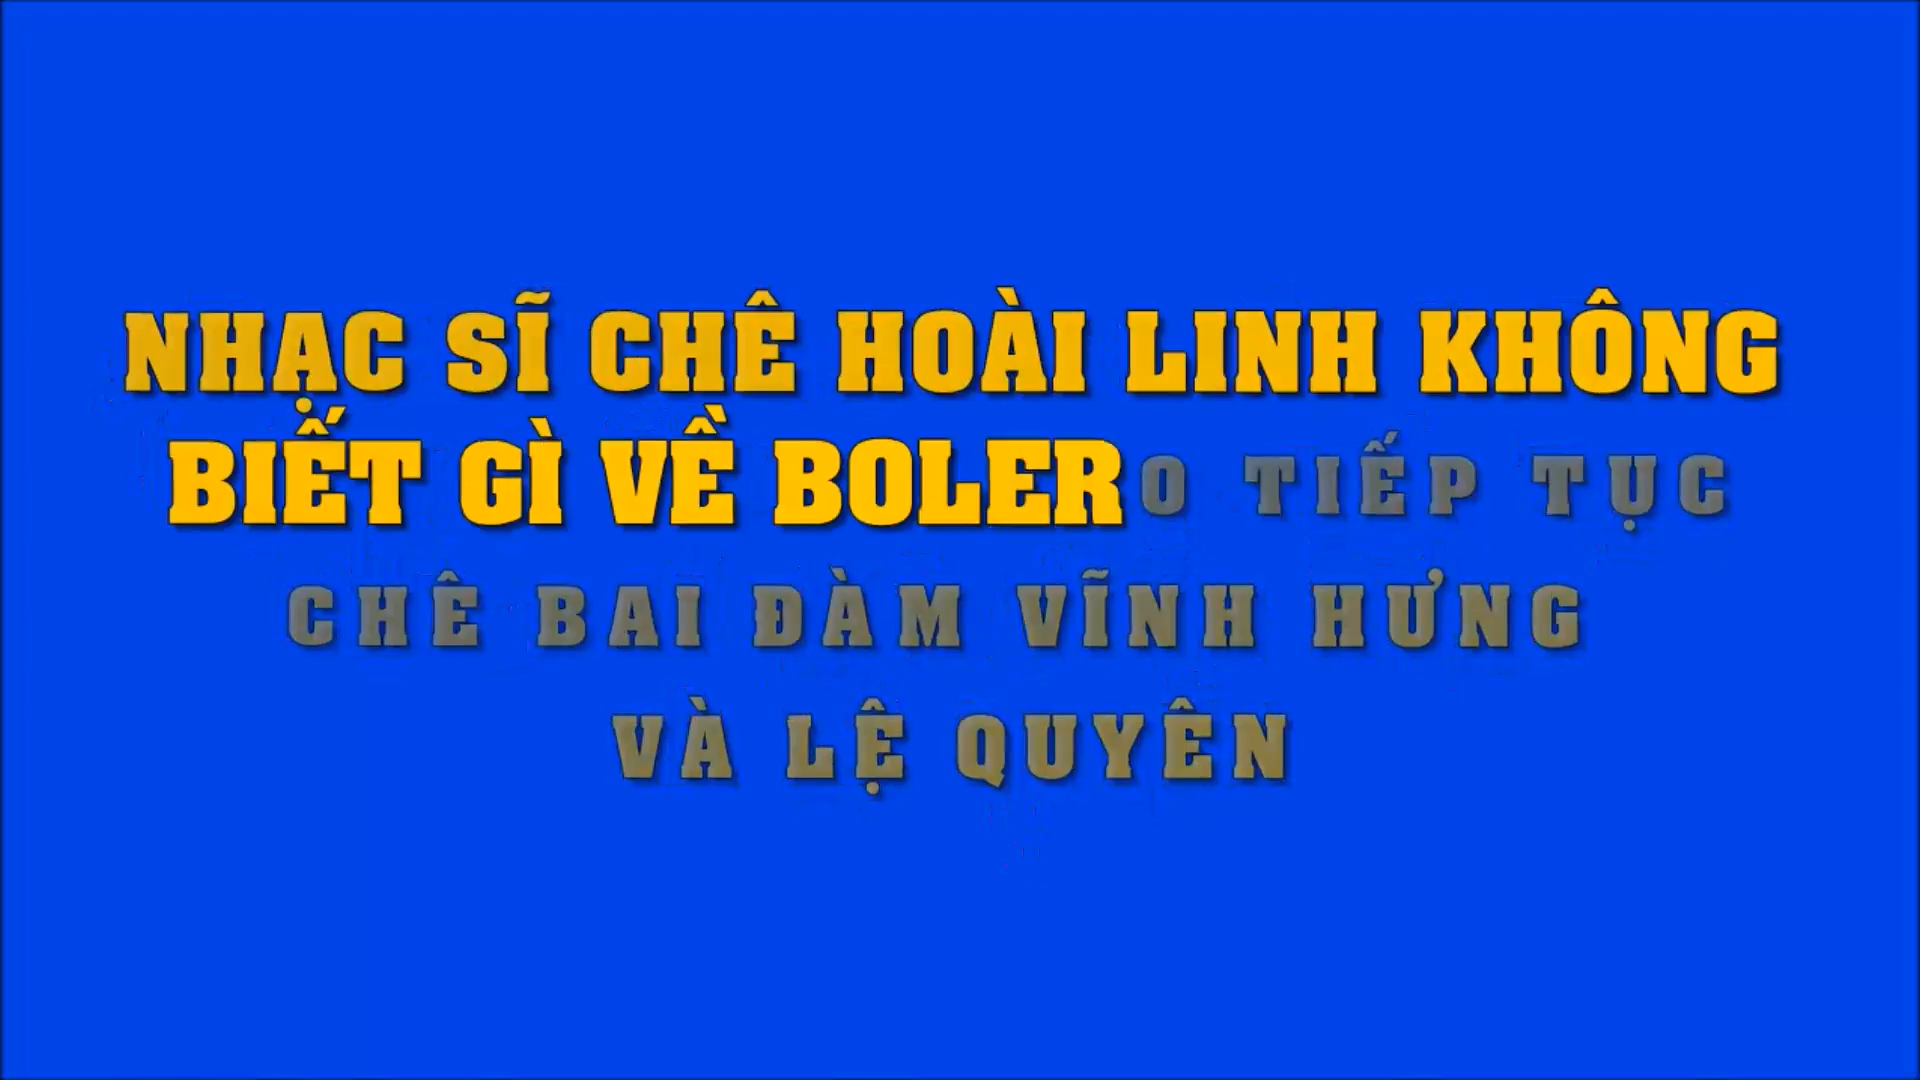 NHẠC SĨ CHÊ HOÀI LINH KHÔNG
BIẾT GÌ VỀ BOLERO TIẾP TỤC
CHÊ BAI ĐÀM VĨNH HƯNG
VÀ LỆ QUYÊN